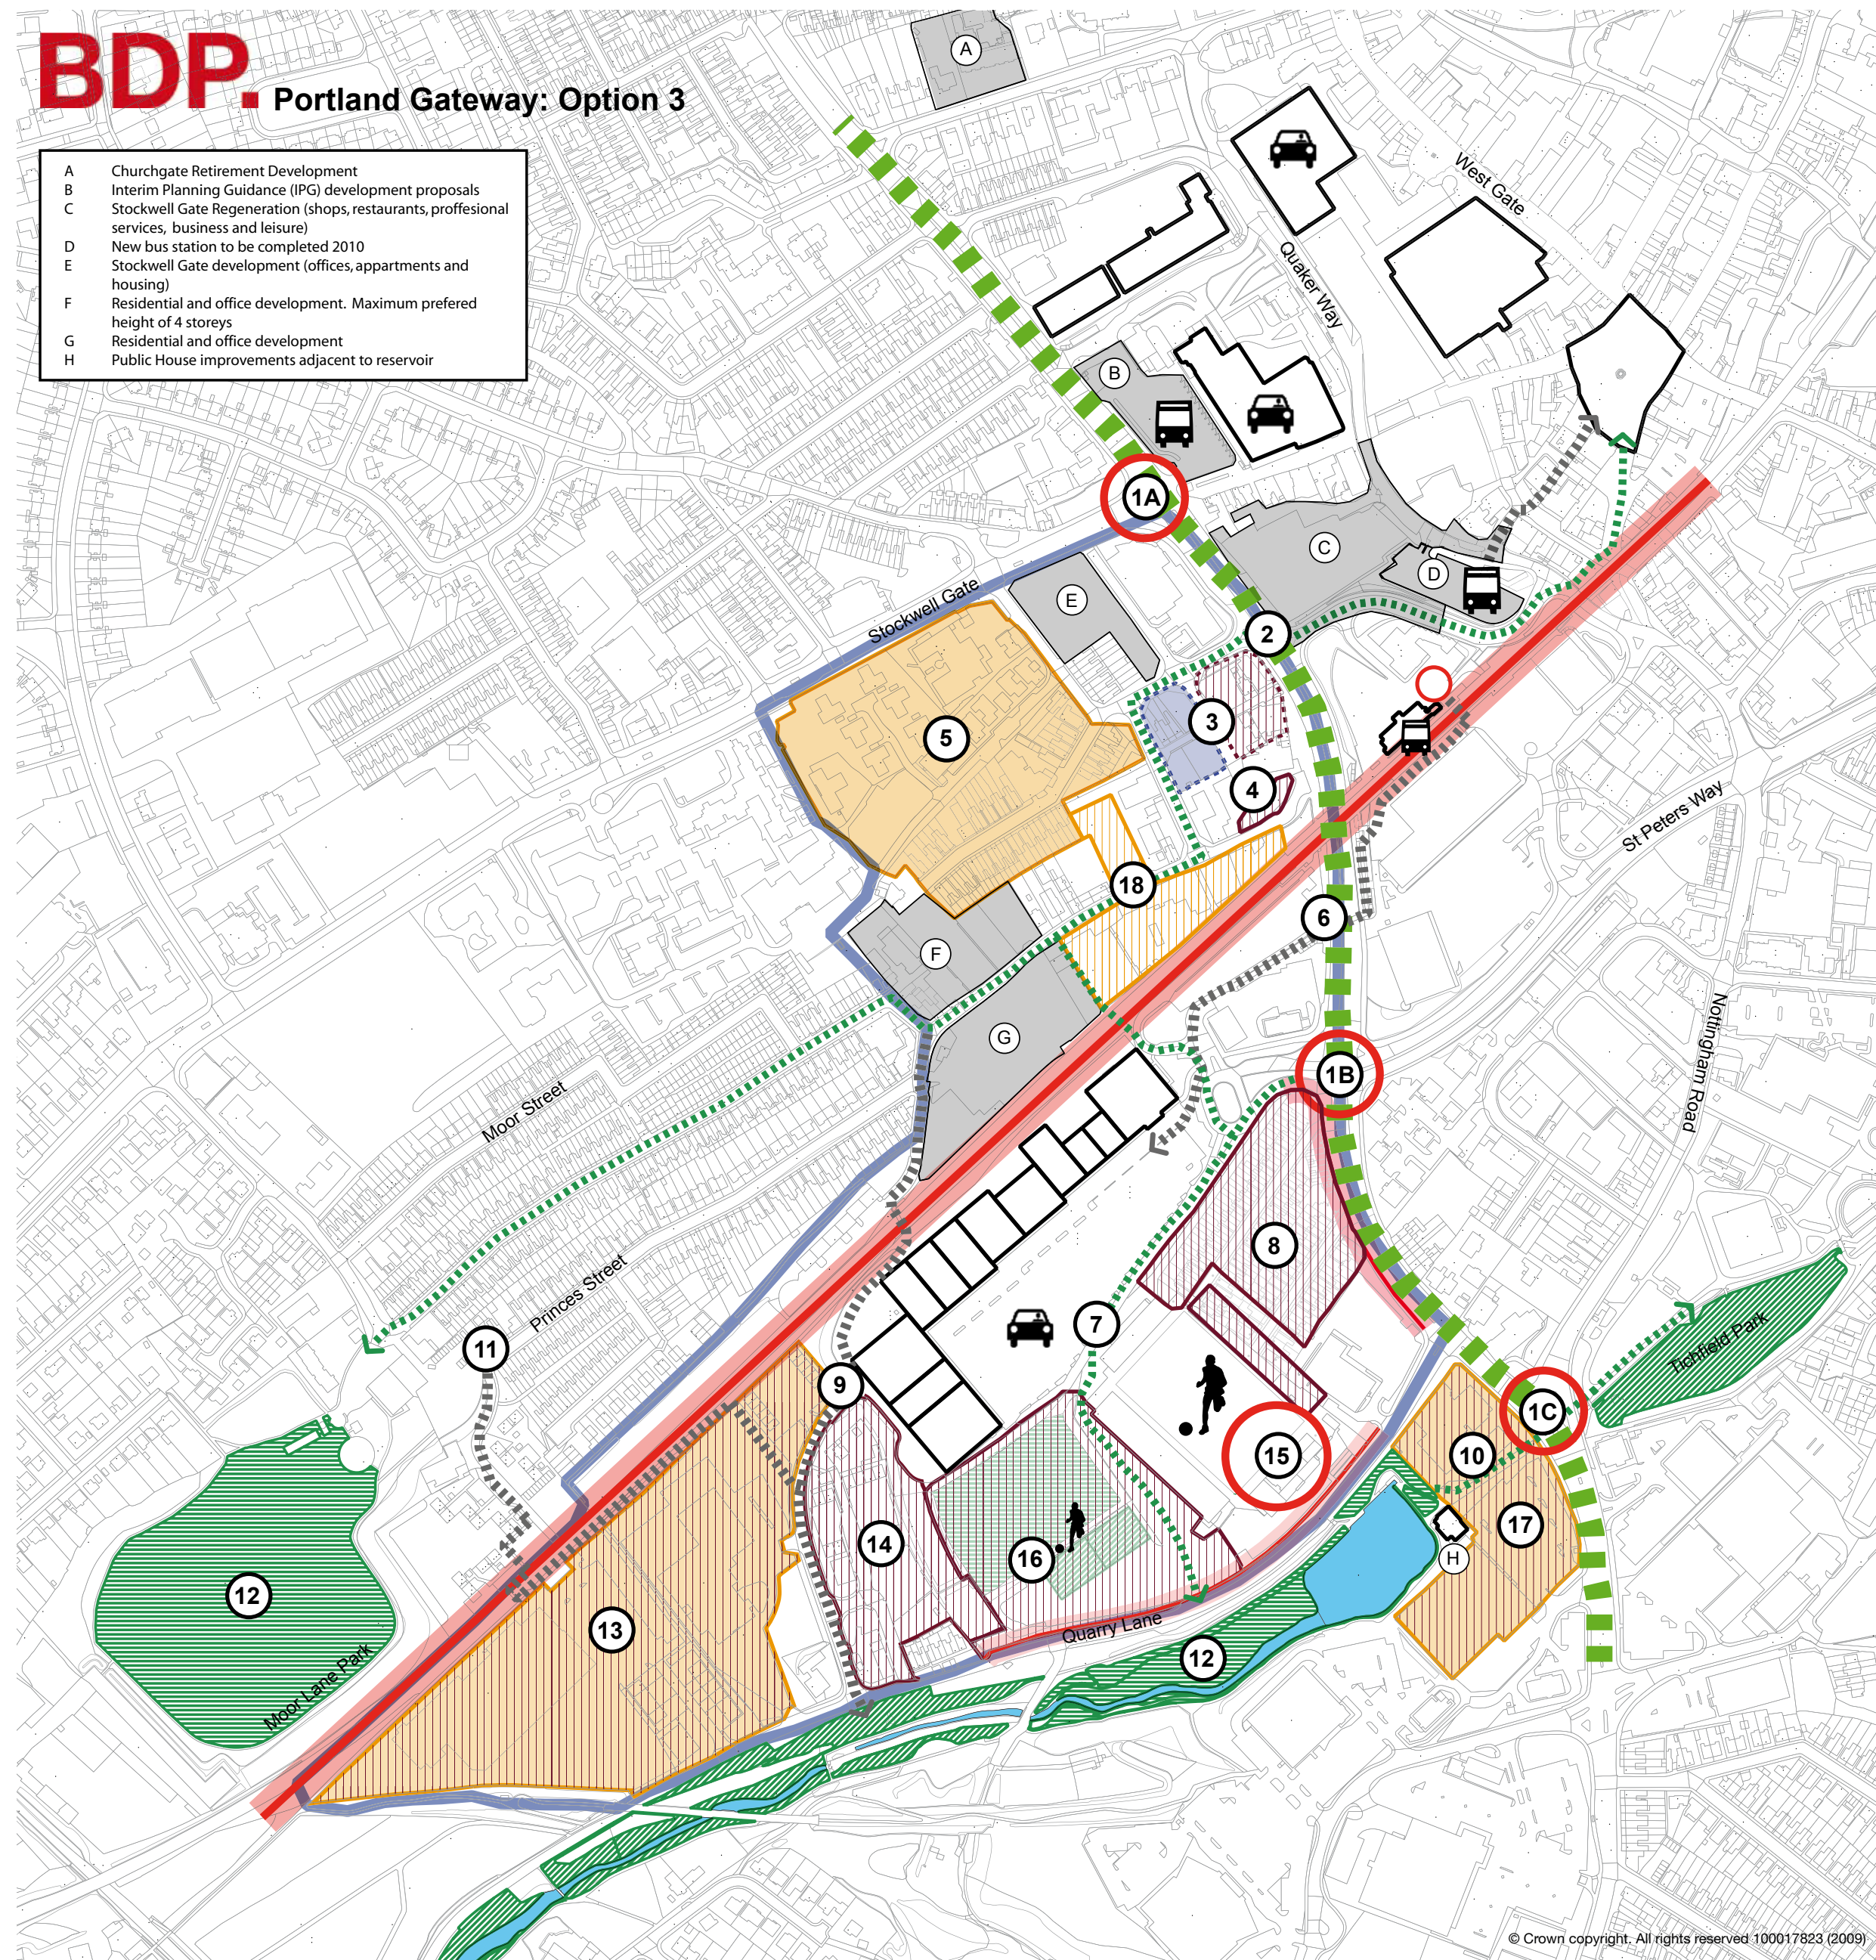 BDP.
Portland Gateway: Option 3
A Churchgate Retirement Development
B Interim Planning Guidance (IPG) development proposals
C Stockwell Gate Regeneration (shops, restaurants, proffesional
services, business and leisure)
D New bus station to be completed 2010
E Stockwell Gate development (offices, appartments and
housing)
F Residential and office development. Maximum prefered
height of 4 storeys
G Residential and office development
H Public House improvements adjacent to reservoir
A
West Gate
Quaker Way
B
1A
C
D
E
Stockwell Gate
2
3
5
4
St Peters Way
18
6
F
G
Nottingham Road
1B
Moor Street
8
Princes Street
7
11
Tichfield Park
9
1C
10
15
17
14
16
H
12
13
Quarry Lane
12
Moor Lane Park
© Crown copyright. All rights reserved 100017823 (2009)